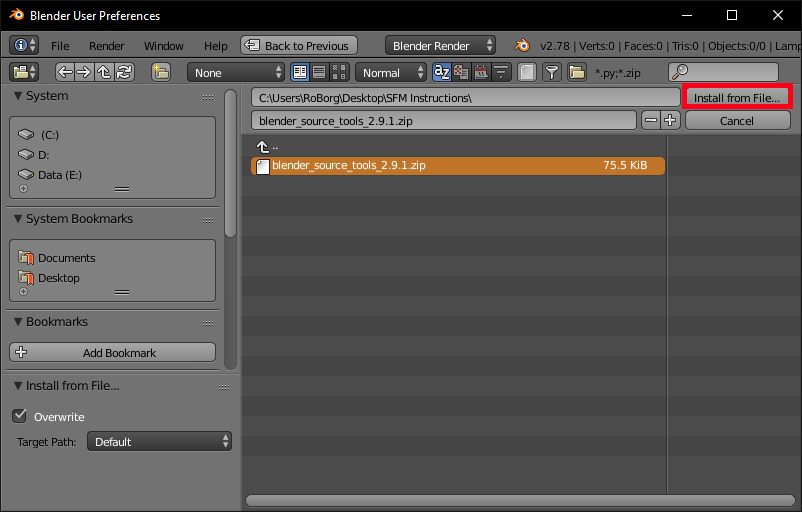 Blender User Preferences
File Render Window Help Back to Previous Blender Render v2.78 | Verts:0 | Faces:0 | Tris:0 | Objects:0/0 | Lamp
None Normal az *.py;*.zip
System
(C:)
D:
Data (E:)
System Bookmarks
Documents
Desktop
Bookmarks
Add Bookmark
Install from File...
Overwrite
Target Path: Default
C:\Users\RoBorg\Desktop\SFM Instructions\ Install from File...
blender_source_tools_2.9.1.zip Cancel
..
blender_source_tools_2.9.1.zip 75.5 KiB